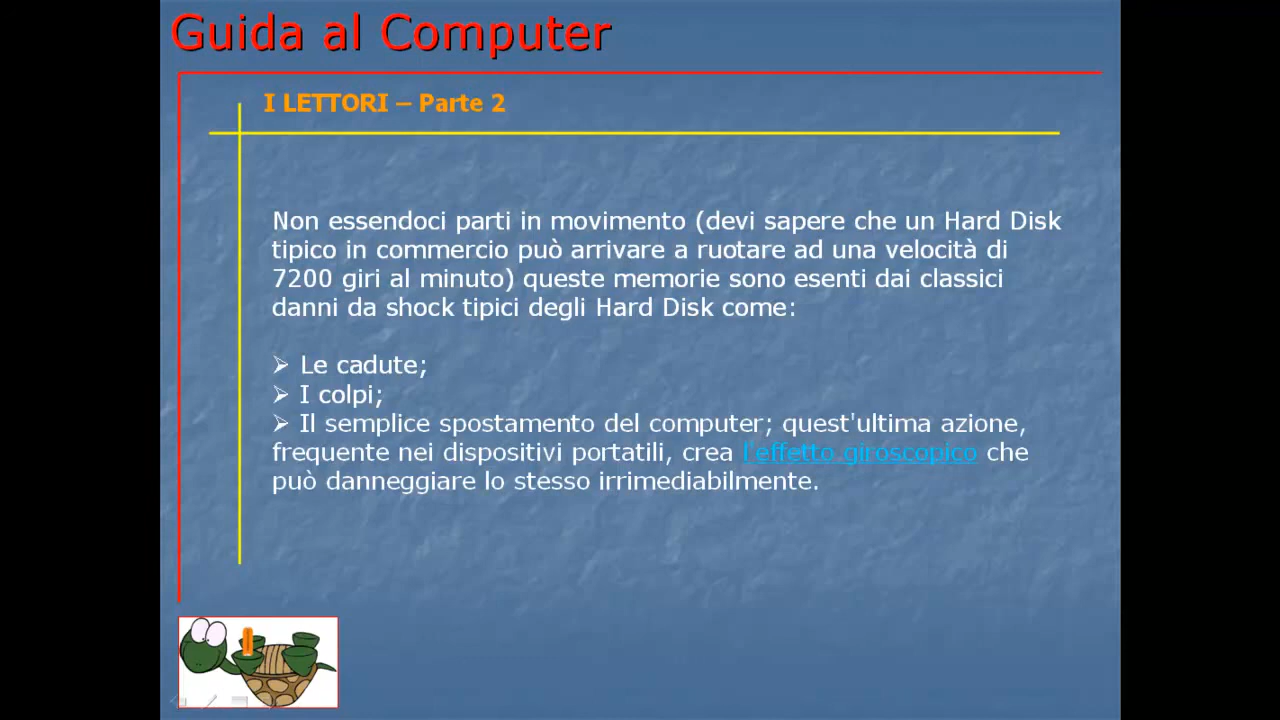 Guida al Computer
I LETTORI – Parte 2
Non essendoci parti in movimento (devi sapere che un Hard Disk
tipico in commercio può arrivare a ruotare ad una velocità di
7200 giri al minuto) queste memorie sono esenti dai classici
danni da shock tipici degli Hard Disk come:
➢ Le cadute;
➢ I colpi;
➢ Il semplice spostamento del computer; quest'ultima azione,
frequente nei dispositivi portatili, crea l'effetto giroscopico che
può danneggiare lo stesso irrimediabilmente.